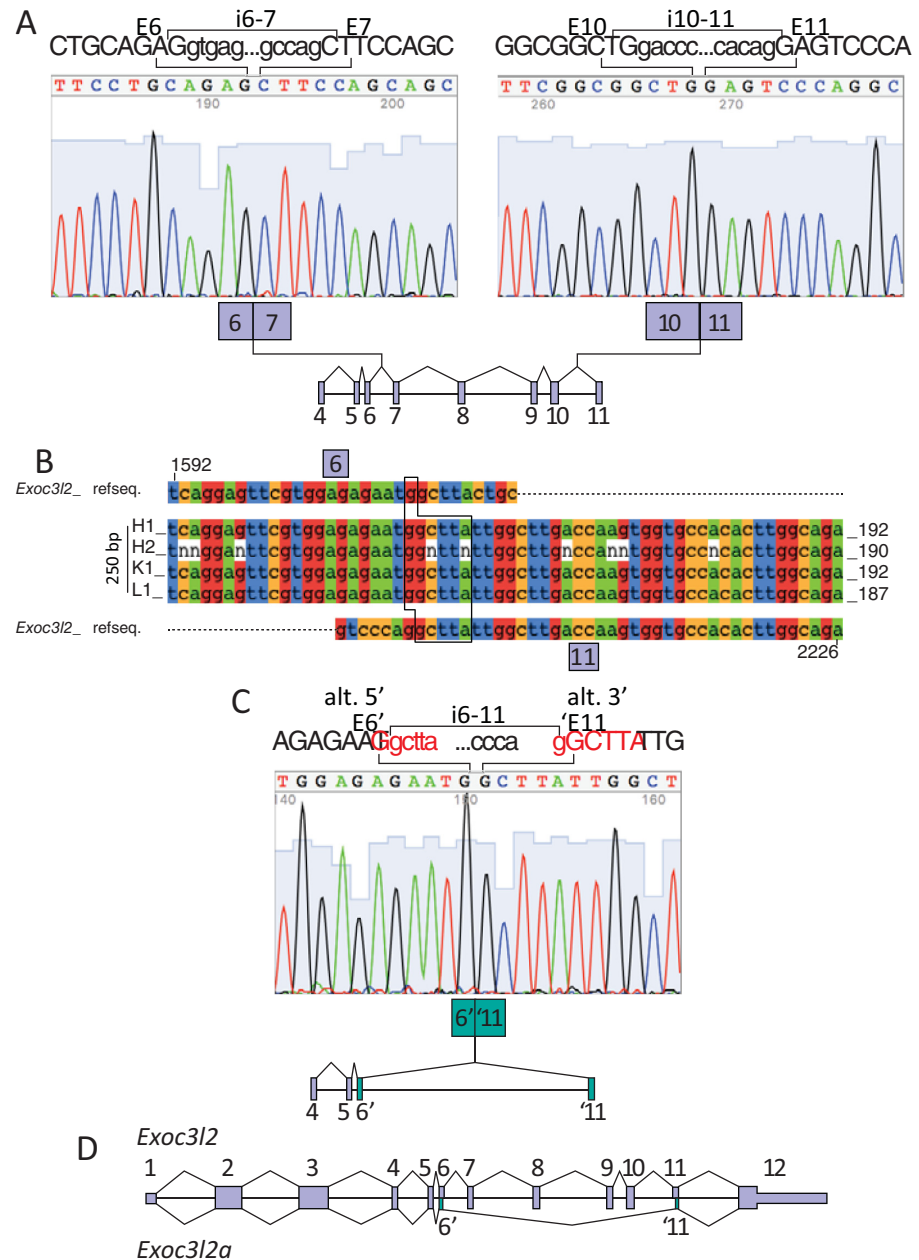 A
E6 i6-7 E7
CTGCAGAGgtgag...gccagCTTCCAGC
TTCCTGCAGAGCTTCCAGCAGC
190 200
6 7
E10 i10-11 E11
GGCGGCTGgaccc...cacagGAGTCCCA
TTCGGCGGCTGGAGTCCCAGGC
260 270
10 11
4 5 6 7 8 9 10 11
B
1592
6
Exoc3l2_ refseq. tcaggagttcgtggagagaatggcttactgc
250 bp
H1_ tcaggagttcgtggagagaatggcttattggcttgaccaagtggtgccacacttggcaga _192
H2_ tnngganttcgtggagagaatggnttnttggcttgnccanntggtgccncacttggcaga _190
K1_ tcaggagttcgtggagagaatggcttattggcttgaccaagtggtgccacacttggcaga _192
L1_ tcaggagttcgtggagagaatggcttattggcttgaccaagtggtgccacacttggcaga _187
Exoc3l2_ refseq. gtcccaggcttattggcttgaccaagtggtgccacacttggcaga
11
2226
C
alt. 5’ alt. 3’
E6’ i6-11 ‘E11
AGAGAATGgctta ...ccca gGCTTATTG
TGGAGAGAATGGCTTATTGGCT
140 150 160
6’ ‘11
4 5 6’ ‘11
D
Exoc3l2
1 2 3 4 5 6 7 8 9 10 11 12
6’ ‘11
Exoc3l2a